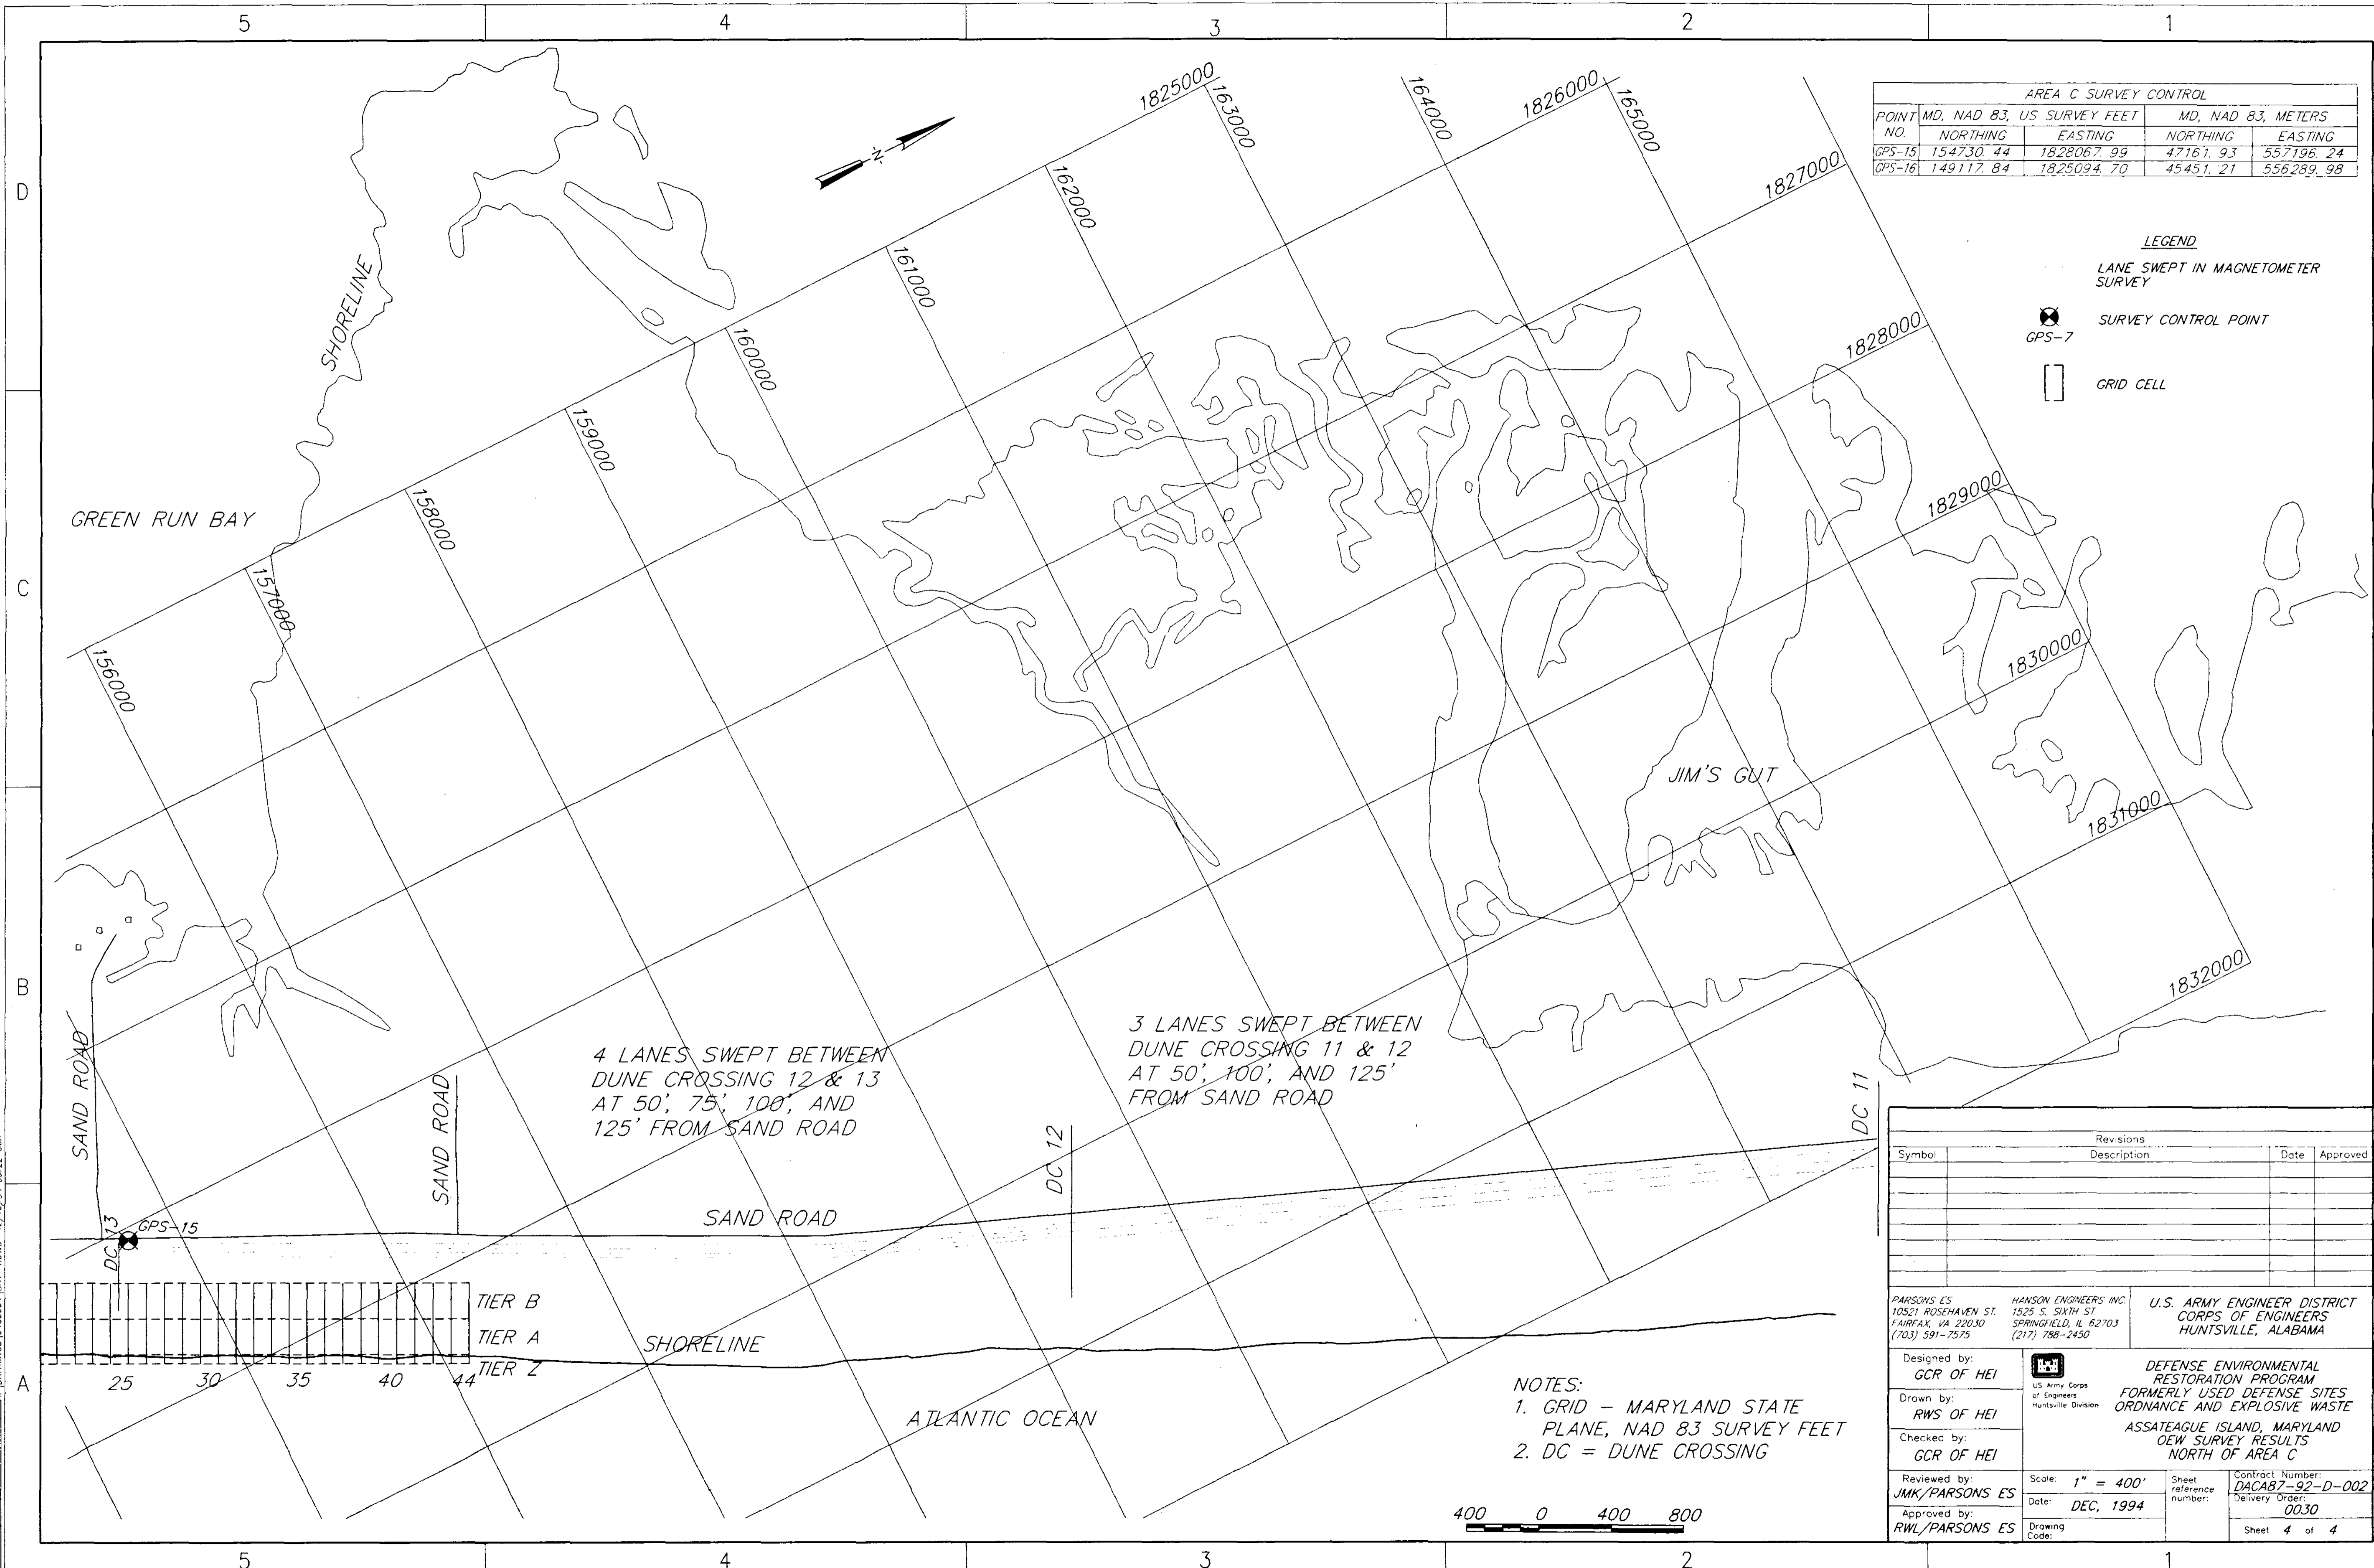 5 4 3 2 1
D
C
B
A
AREA C SURVEY CONTROL
POINT NO. MD, NAD 83, US SURVEY FEET MD, NAD 83, METERS
NORTHING EASTING NORTHING EASTING
GPS-15 154730.44 1828067.99 47161.93 557196.24
GPS-16 149117.84 1825094.70 45451.21 556289.98
LEGEND
LANE SWEPT IN MAGNETOMETER
SURVEY
SURVEY CONTROL POINT
GPS-7
GRID CELL
-N-
1825000
1826000
1827000
1828000
1829000
1830000
1831000
1832000
156000
157000
158000
159000
160000
161000
162000
163000
164000
165000
SHORELINE
GREEN RUN BAY
JIM'S GUT
SAND ROAD
SAND ROAD
4 LANES SWEPT BETWEEN
DUNE CROSSING 12 & 13
AT 50', 75', 100', AND
125' FROM SAND ROAD
3 LANES SWEPT BETWEEN
DUNE CROSSING 11 & 12
AT 50', 100', AND 125'
FROM SAND ROAD
DC 11
DC 12
DC 13
GPS-15
SAND ROAD
TIER B
TIER A
TIER Z
SHORELINE
25 30 35 40 44
ATLANTIC OCEAN
NOTES:
1. GRID - MARYLAND STATE
PLANE, NAD 83 SURVEY FEET
2. DC = DUNE CROSSING
400 0 400 800
Revisions
Symbol Description Date Approved
PARSONS ES
10521 ROSEHAVEN ST.
FAIRFAX, VA 22030
(703) 591-7575
HANSON ENGINEERS INC.
1525 S. SIXTH ST.
SPRINGFIELD, IL 62703
(217) 788-2450
U.S. ARMY ENGINEER DISTRICT
CORPS OF ENGINEERS
HUNTSVILLE, ALABAMA
Designed by:
GCR OF HEI
Drawn by:
RWS OF HEI
Checked by:
GCR OF HEI
Reviewed by:
JMK/PARSONS ES
Approved by:
RWL/PARSONS ES
US Army Corps
of Engineers
Huntsville Division
DEFENSE ENVIRONMENTAL
RESTORATION PROGRAM
FORMERLY USED DEFENSE SITES
ORDNANCE AND EXPLOSIVE WASTE
ASSATEAGUE ISLAND, MARYLAND
OEW SURVEY RESULTS
NORTH OF AREA C
Scale: 1" = 400'
Date: DEC, 1994
Drawing
Code:
Sheet
reference
number:
Contract Number:
DACA87-92-D-002
Delivery Order:
0030
Sheet 4 of 4
5 4 3 2 1